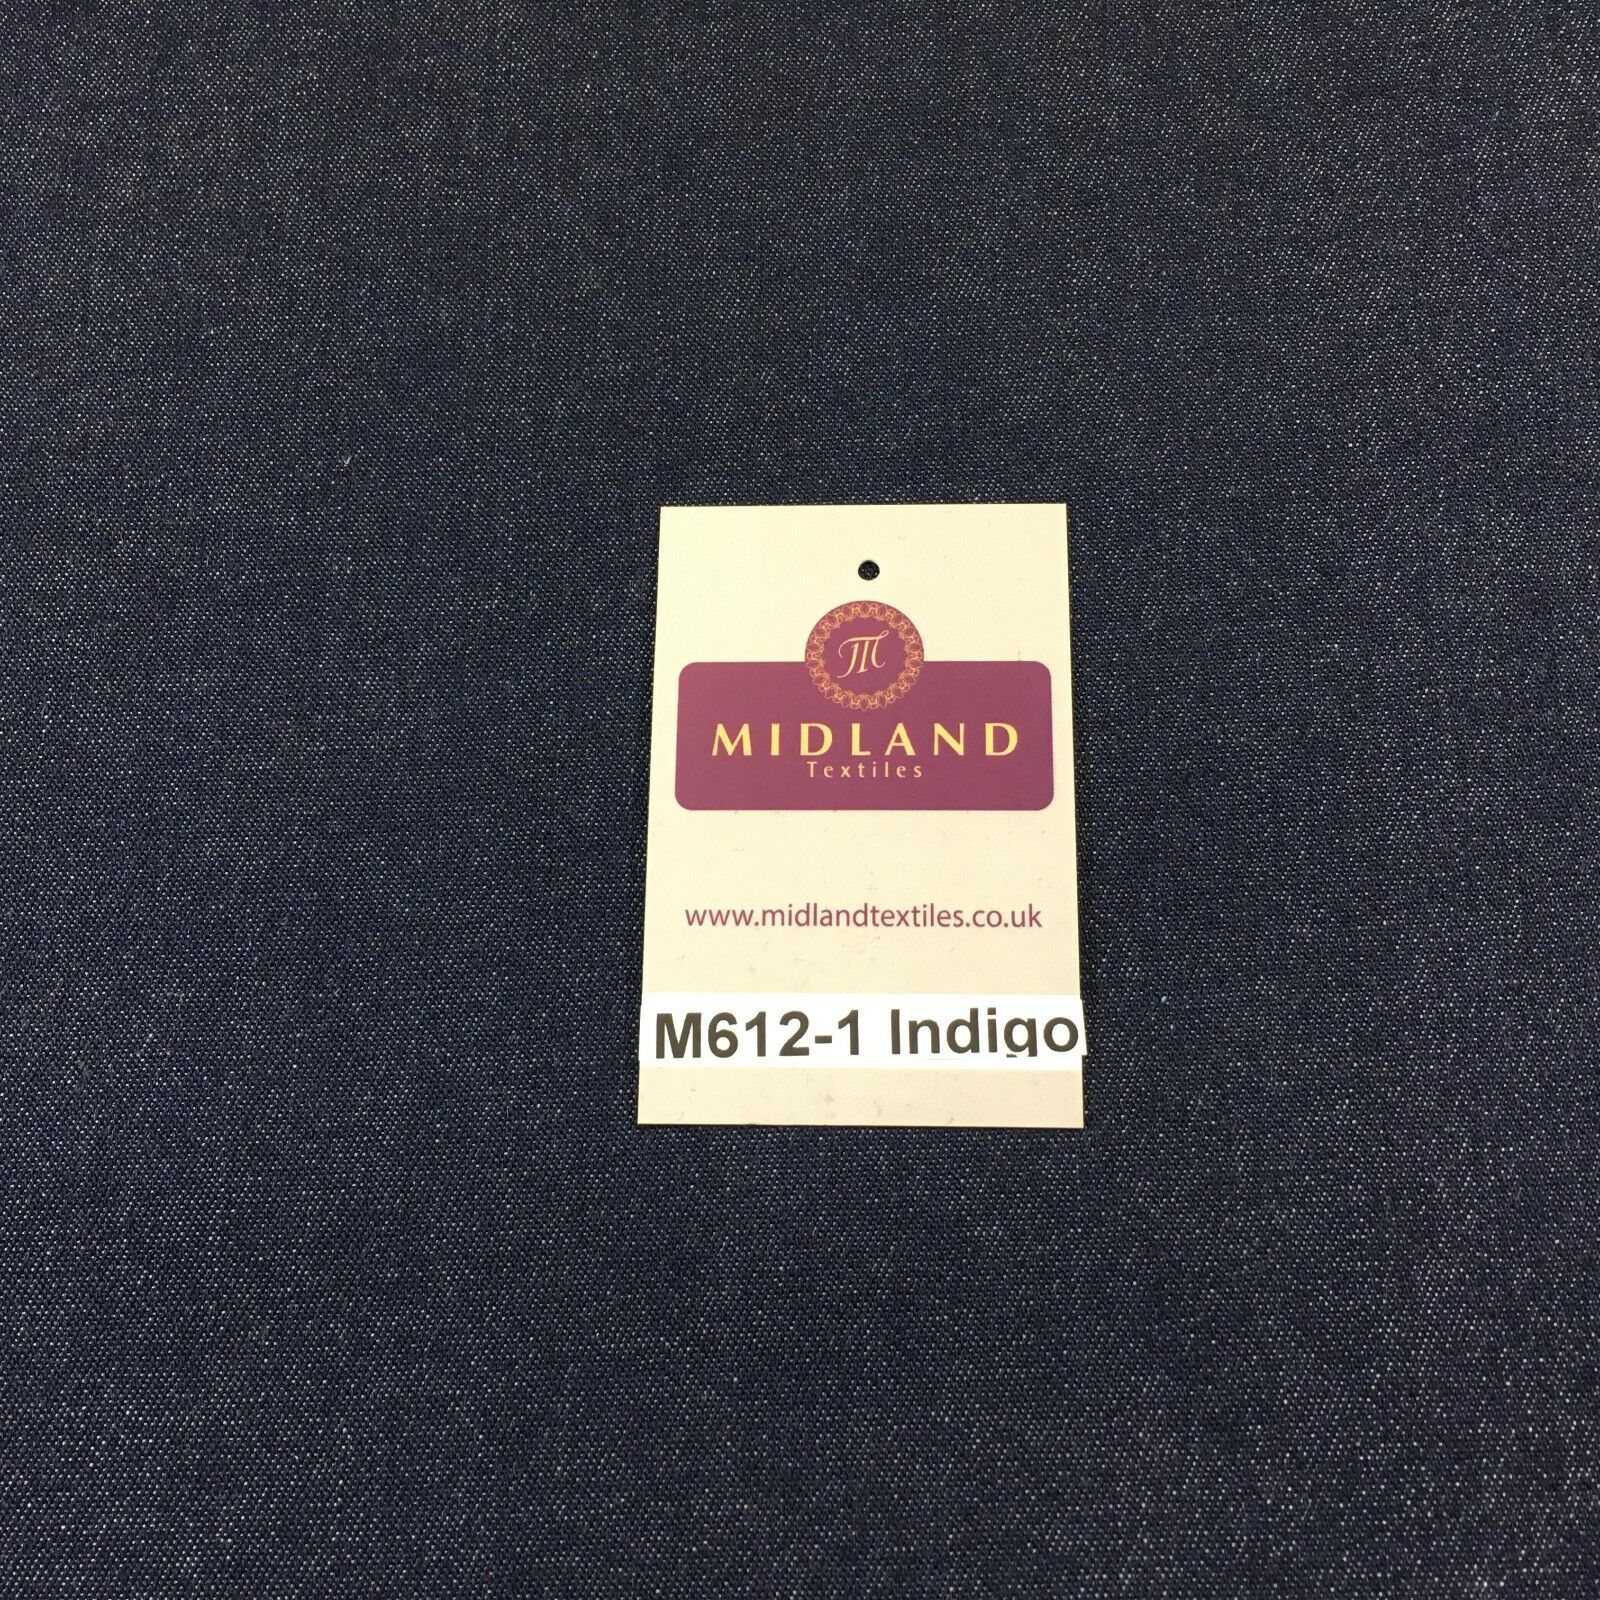 MIDLAND
Textiles
www.midlandtextiles.co.uk
M612-1 Indigo